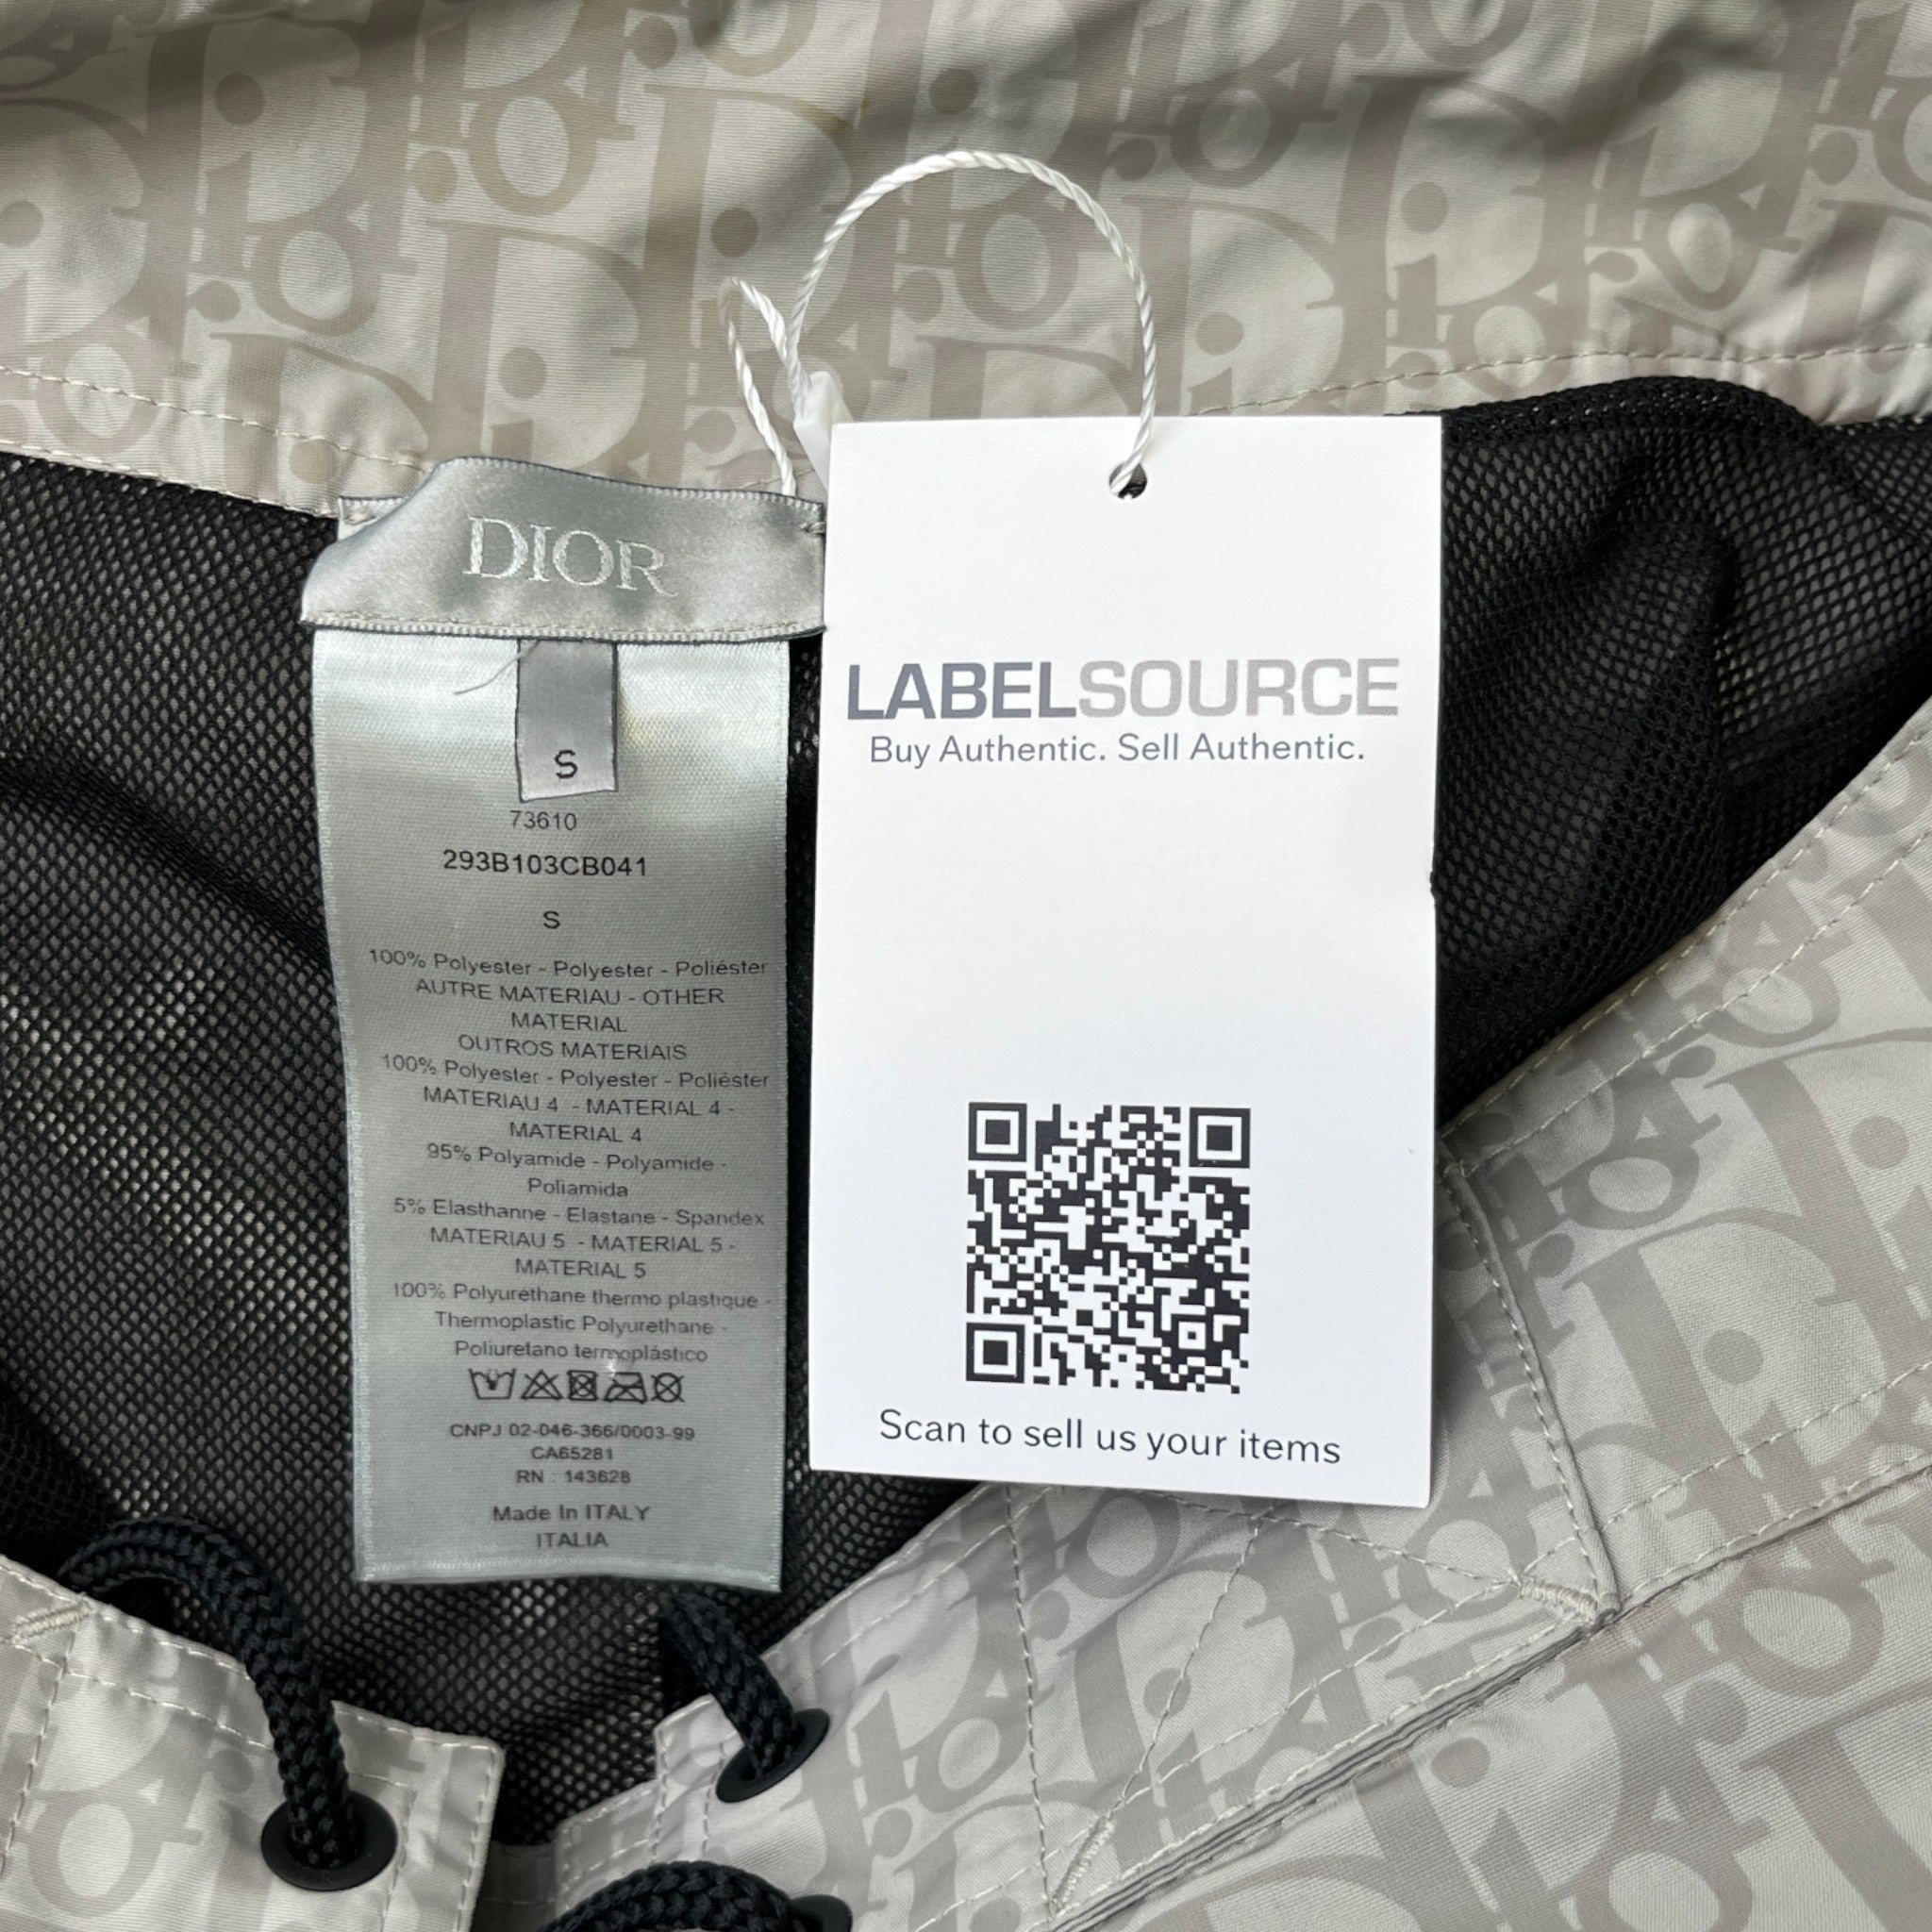 DIOR
S
73610
293B103CB041
S
100% Polyester - Polyester - Poliéster
AUTRE MATERIAU - OTHER
MATERIAL
OUTROS MATERIAIS
100% Polyester - Polyester - Poliéster
MATERIAU 4 - MATERIAL 4 -
MATERIAL 4
95% Polyamide - Polyamide -
Poliamida
5% Elasthanne - Elastane - Spandex
MATERIAU 5 - MATERIAL 5 -
MATERIAL 5
100% Polyuréthane thermo plastique -
Thermoplastic Polyurethane -
Poliuretano termoplástico
CNPJ 02-046-366/0003-99
CA65281
RN : 143628
Made In ITALY
ITALIA
LABELSOURCE
Buy Authentic. Sell Authentic.
Scan to sell us your items